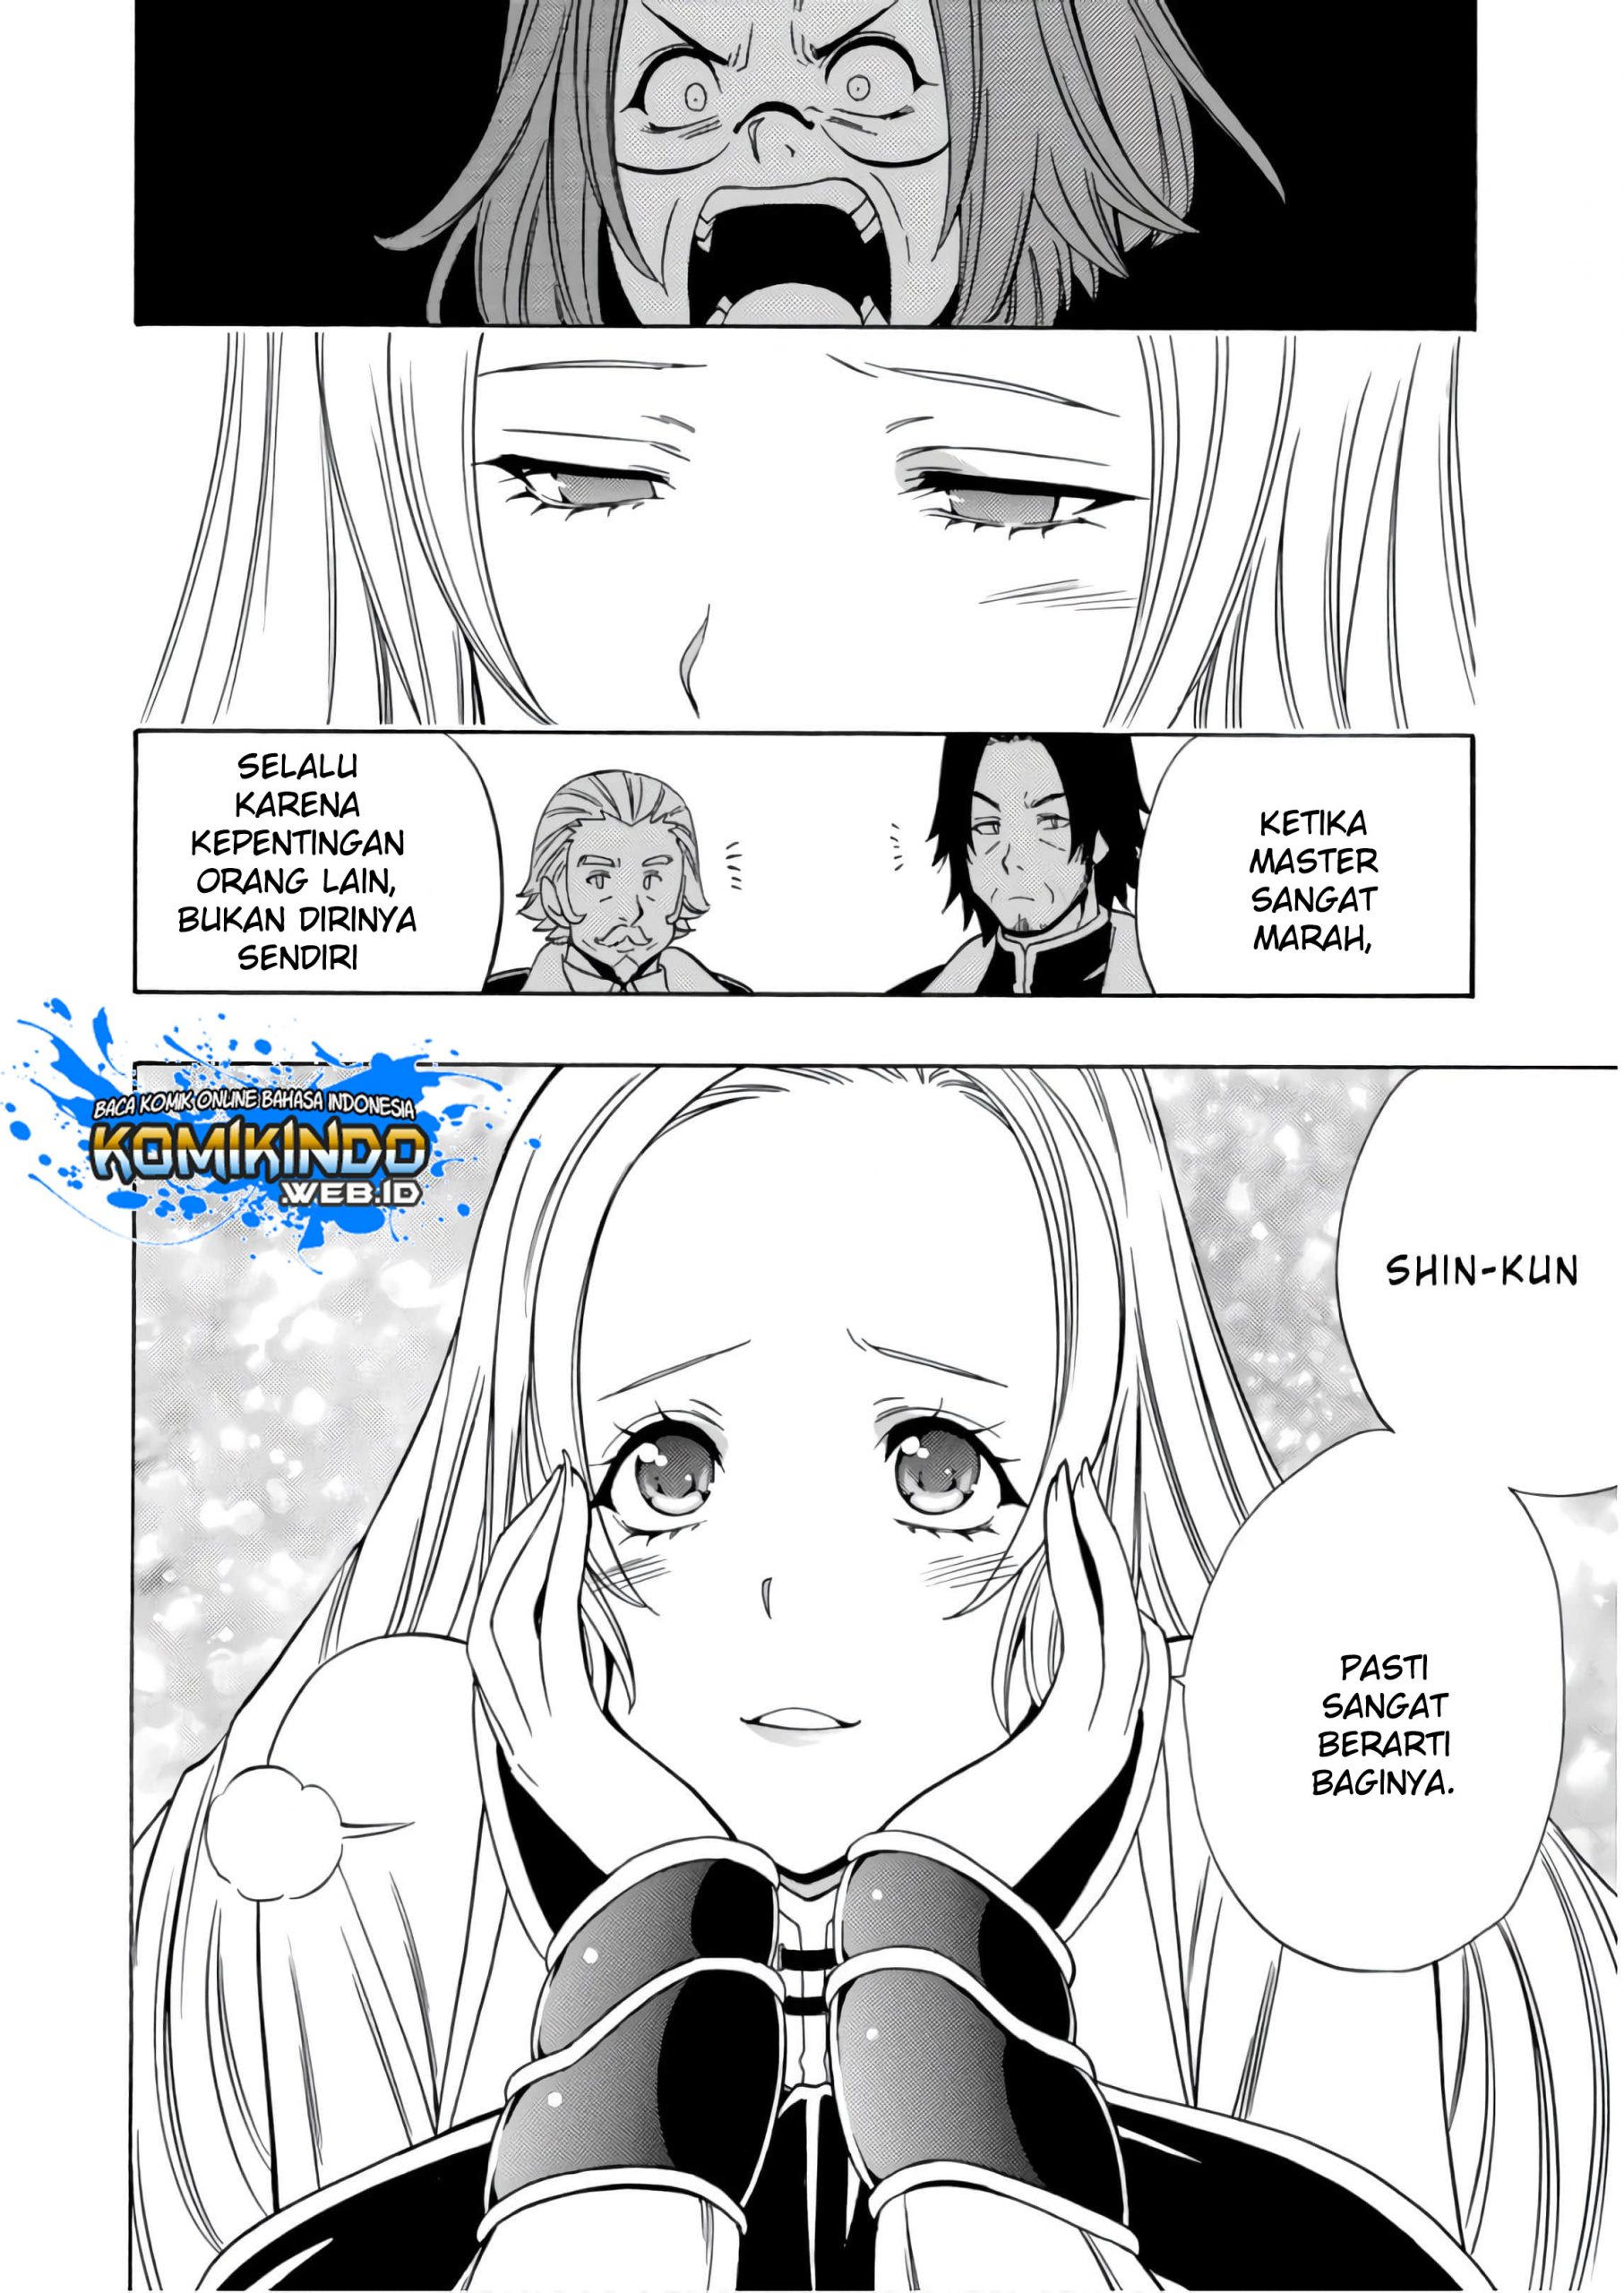 KETIKA
MASTER
SANGAT
MARAH,
SELALU
KARENA
KEPENTINGAN
ORANG LAIN,
BUKAN DIRINYA
SENDIRI
BACA KOMIK ONLINE BAHASA INDONESIA
KOMIKINDO
.WEB.ID
SHIN-KUN
PASTI
SANGAT
BERARTI
BAGINYA.